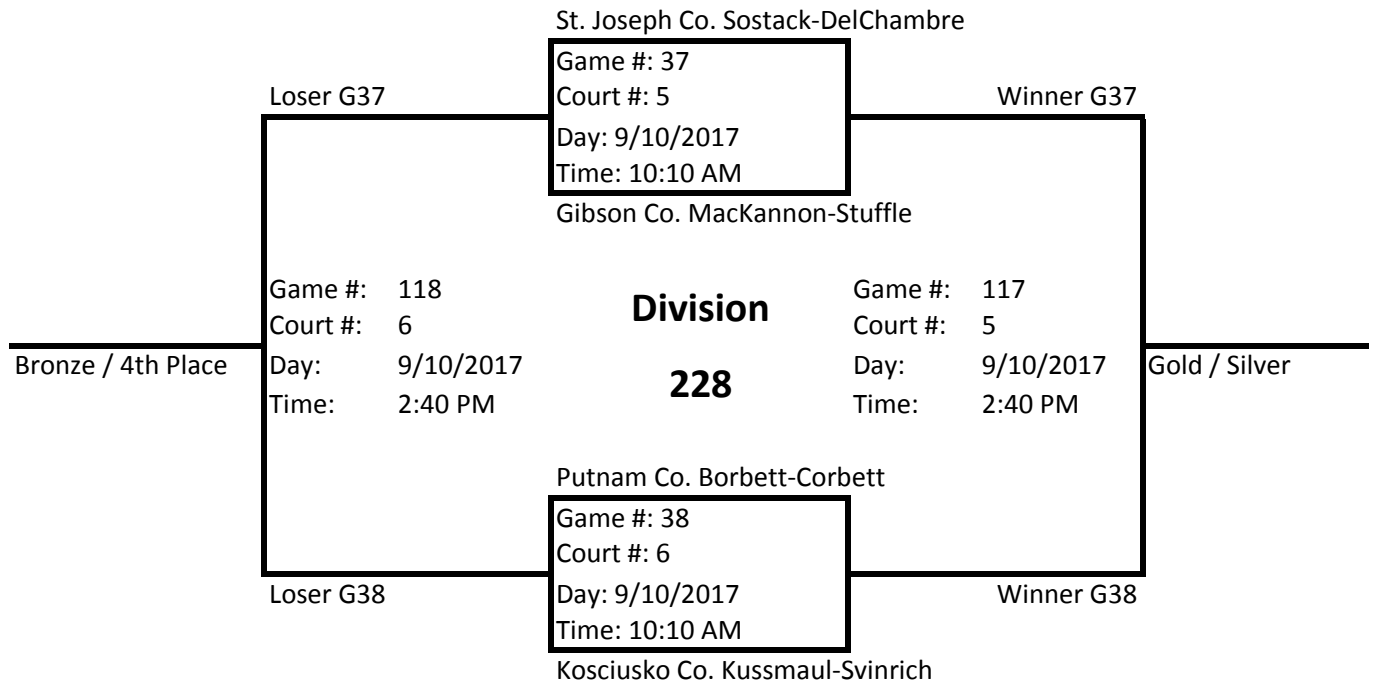 St. Joseph Co. Sostack-DelChambre
Game #: 37
Loser G37
Court #: 5
Winner G37
Day: 9/10/2017
Time: 10:10 AM
Gibson Co. MacKannon-Stuffle
Game #: 118
Court #: 6
Day: 9/10/2017
Time: 2:40 PM
Bronze / 4th Place
Division
228
Game #: 117
Court #: 5
Day: 9/10/2017
Time: 2:40 PM
Gold / Silver
Putnam Co. Borbett-Corbett
Game #: 38
Court #: 6
Loser G38
Day: 9/10/2017
Winner G38
Time: 10:10 AM
Kosciusko Co. Kussmaul-Svinrich